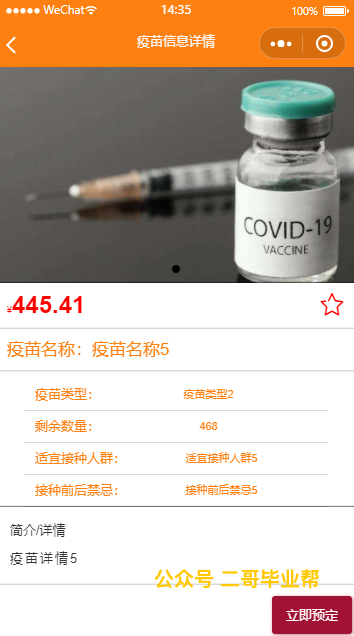 WeChat 14:35 100%
疫苗信息详情
COVID-19
VACCINE
¥445.41
疫苗名称：疫苗名称5
疫苗类型： 疫苗类型2
剩余数量： 468
适宜接种人群： 适宜接种人群5
接种前后禁忌： 接种前后禁忌5
简介/详情
疫苗详情5
公众号 二哥毕业帮
立即预定